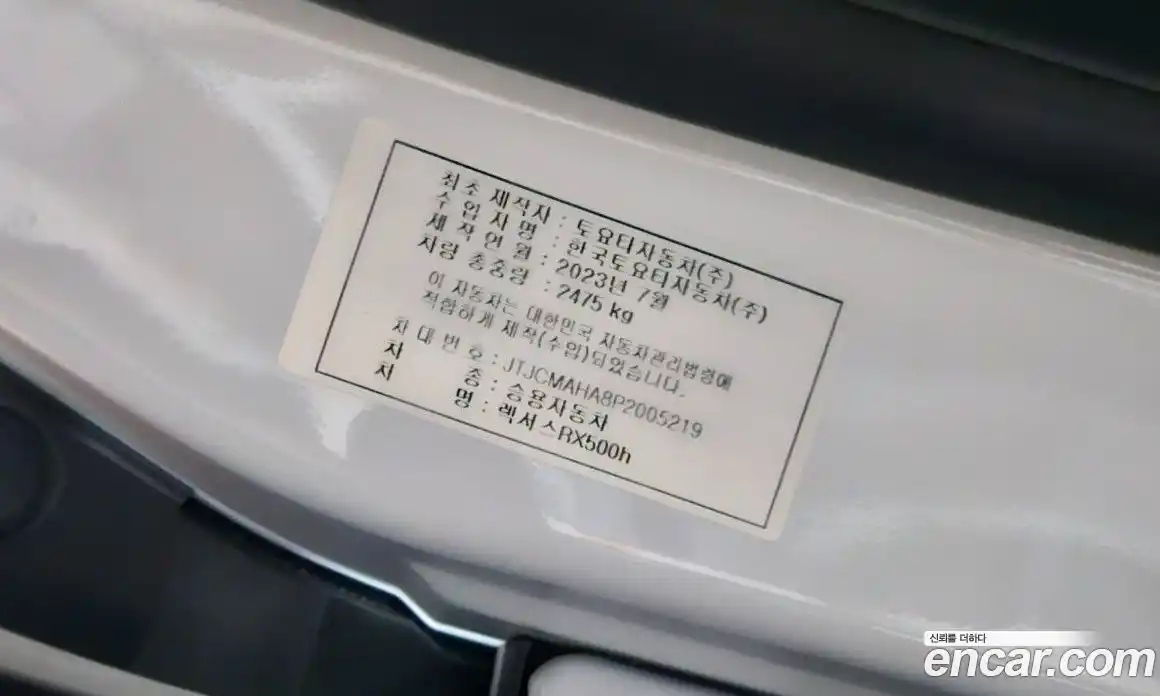 최초 제작자 : 토요타자동차(주)
수 입 자 명 : 한국토요타자동차(주)
제 작 연 월 : 2023년 7월
차량 총중량 : 2475 kg
이 자동차는 대한민국 자동차관리법령에
적합하게 제작(수입)되었습니다.
차 대 번 호 : JTJCMAHA8P2005219
차 종 : 승용자동차
차 명 : 렉서스RX500h
신뢰를 더하다
encar.com